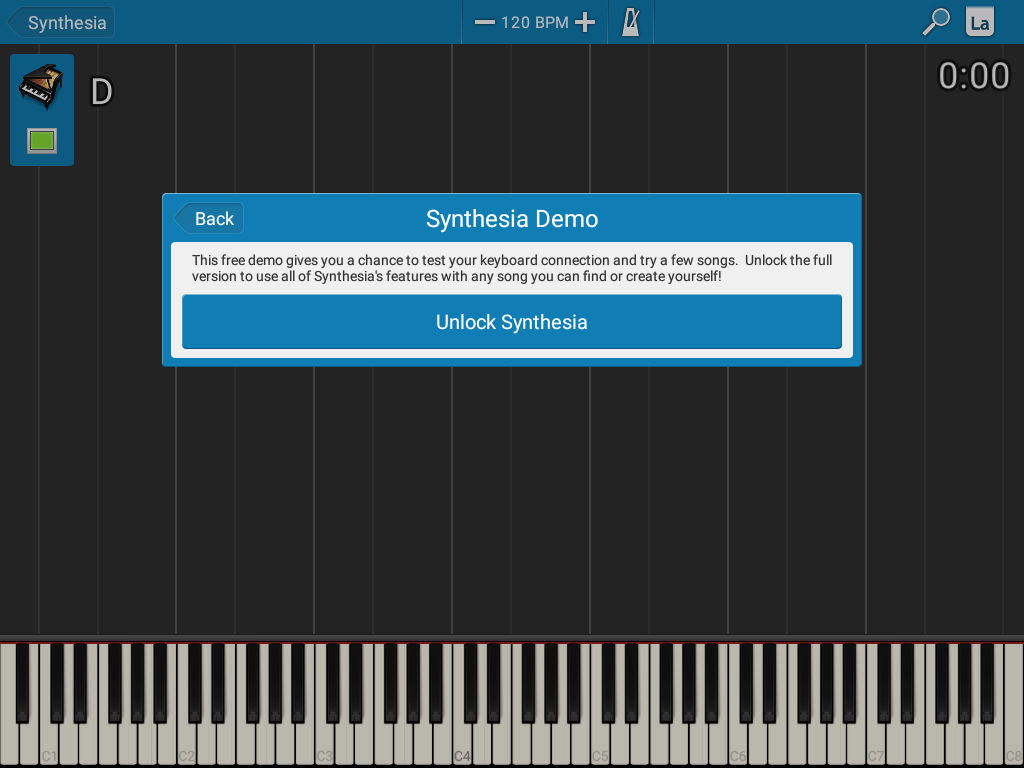 Synthesia
120 BPM
La
D
0:00
Back
Synthesia Demo
This free demo gives you a chance to test your keyboard connection and try a few songs.  Unlock the full
version to use all of Synthesia's features with any song you can find or create yourself!
Unlock Synthesia
C1 C2 C3 C4 C5 C6 C7 C8